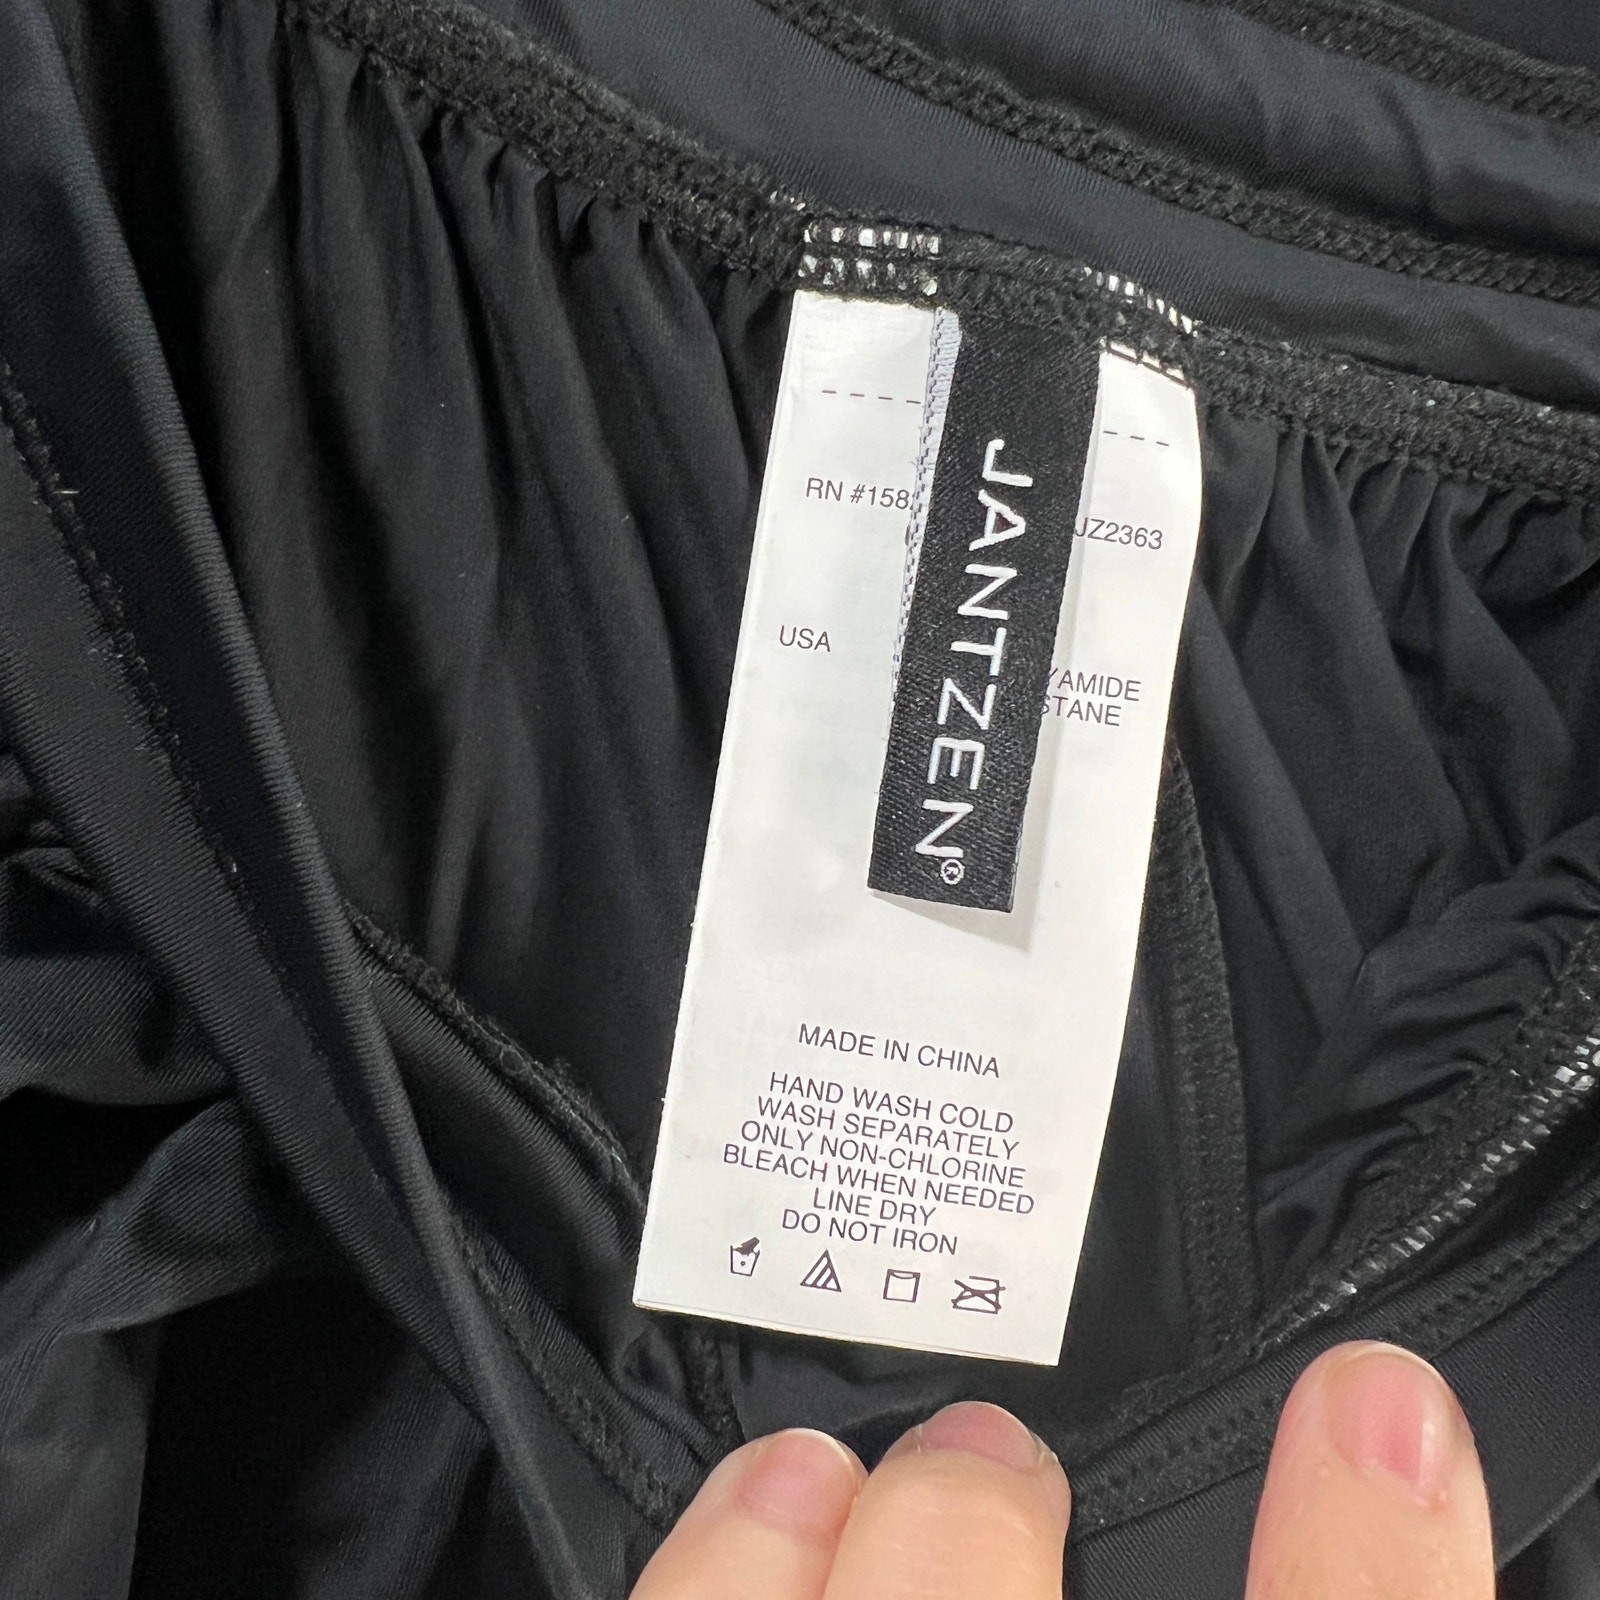 JANTZEN®
RN #158
JZ2363
USA
YAMIDE
STANE
MADE IN CHINA
HAND WASH COLD
WASH SEPARATELY
ONLY NON-CHLORINE
BLEACH WHEN NEEDED
LINE DRY
DO NOT IRON